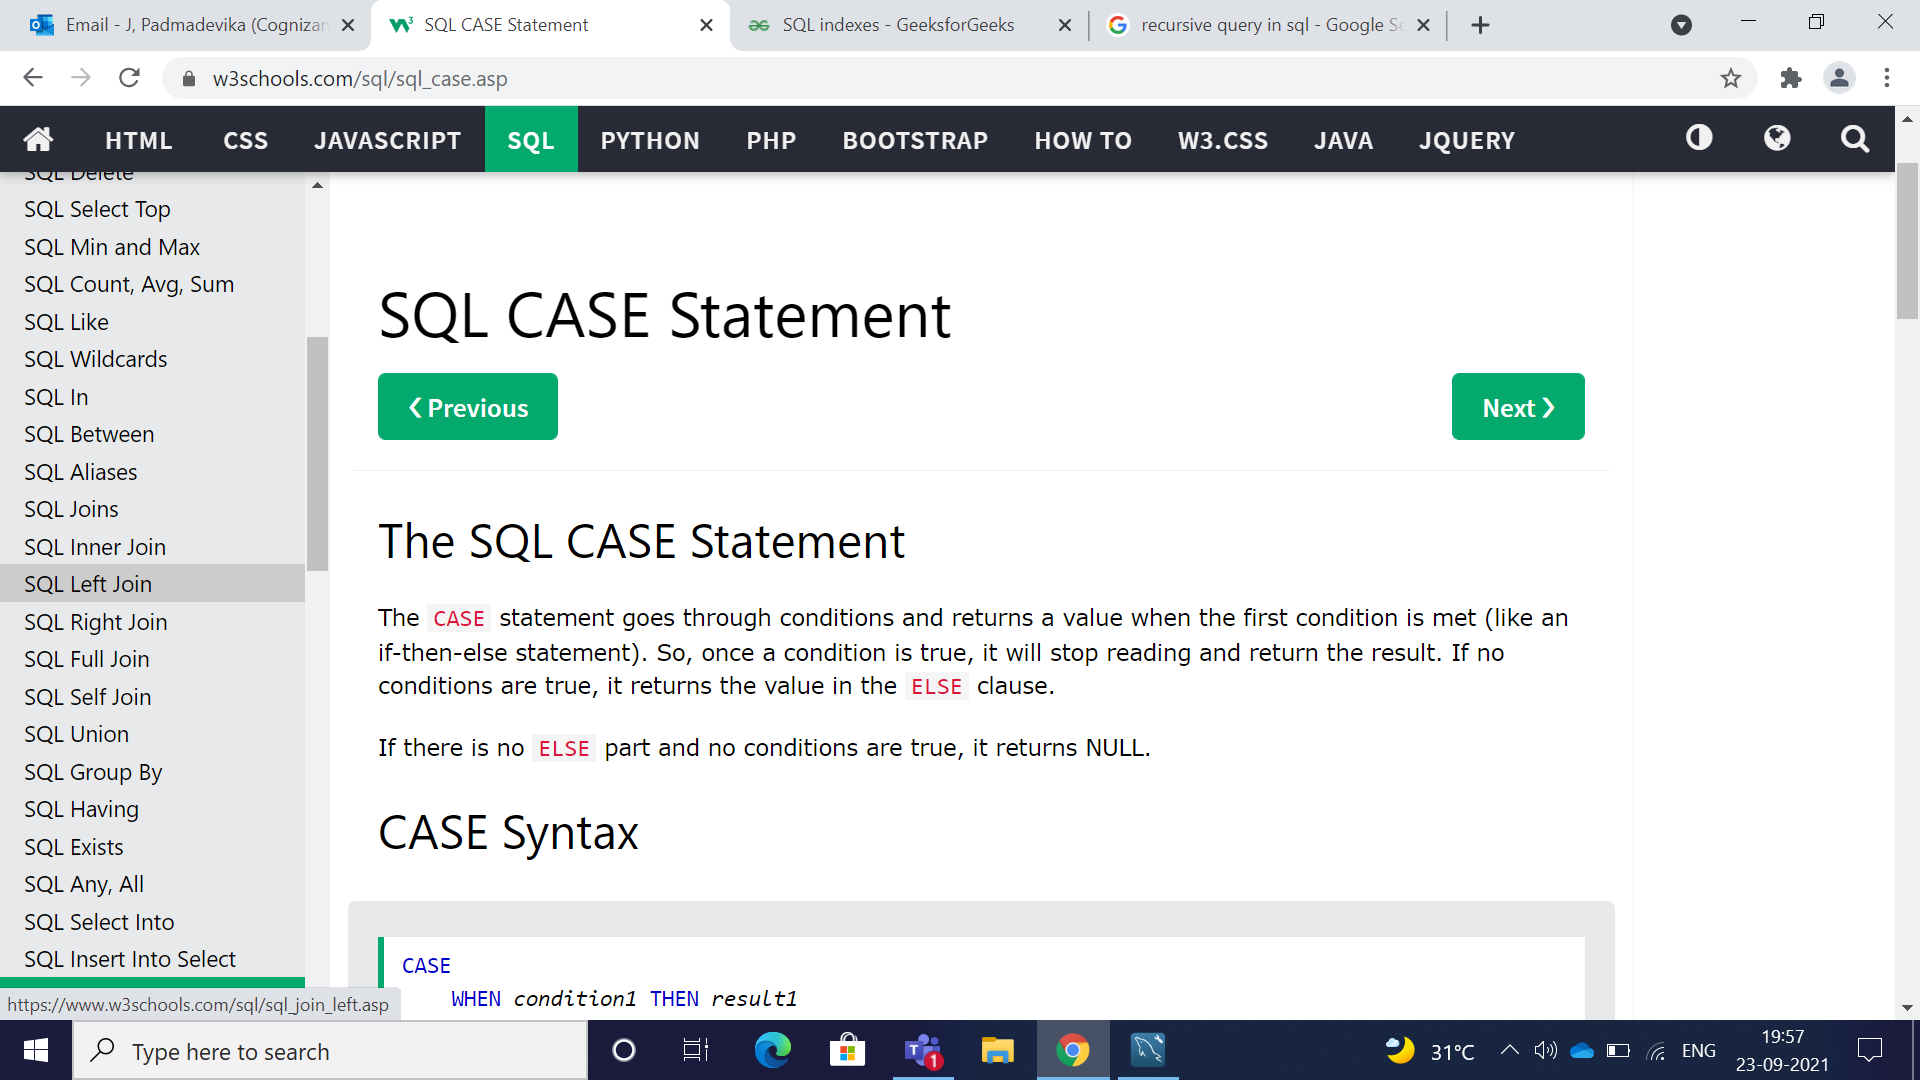 Email - J, Padmadevika (Cognizan
SQL CASE Statement
SQL indexes - GeeksforGeeks
recursive query in sql - Google Se
w3schools.com/sql/sql_case.asp
HTML CSS JAVASCRIPT SQL PYTHON PHP BOOTSTRAP HOW TO W3.CSS JAVA JQUERY
SQL Delete
SQL Select Top
SQL Min and Max
SQL Count, Avg, Sum
SQL Like
SQL Wildcards
SQL In
SQL Between
SQL Aliases
SQL Joins
SQL Inner Join
SQL Left Join
SQL Right Join
SQL Full Join
SQL Self Join
SQL Union
SQL Group By
SQL Having
SQL Exists
SQL Any, All
SQL Select Into
SQL Insert Into Select
https://www.w3schools.com/sql/sql_join_left.asp
SQL CASE Statement
❮ Previous
Next ❯
The SQL CASE Statement
The CASE statement goes through conditions and returns a value when the first condition is met (like an
if-then-else statement). So, once a condition is true, it will stop reading and return the result. If no
conditions are true, it returns the value in the ELSE clause.
If there is no ELSE part and no conditions are true, it returns NULL.
CASE Syntax
CASE
WHEN condition1 THEN result1
Type here to search
1
31°C
ENG
19:57
23-09-2021